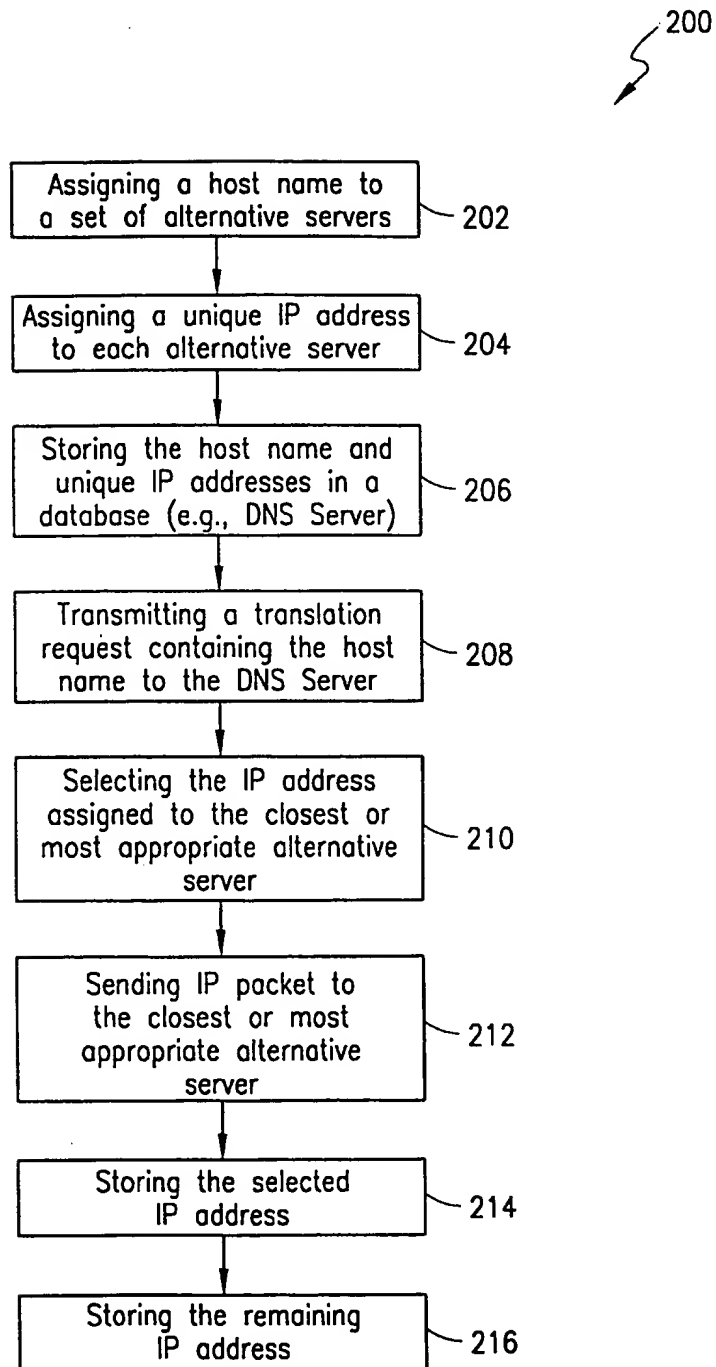 200
Assigning a host name to
a set of alternative servers
202
Assigning a unique IP address
to each alternative server
204
Storing the host name and
unique IP addresses in a
database (e.g., DNS Server)
206
Transmitting a translation
request containing the host
name to the DNS Server
208
Selecting the IP address
assigned to the closest or
most appropriate alternative
server
210
Sending IP packet to
the closest or most
appropriate alternative
server
212
Storing the selected
IP address
214
Storing the remaining
IP address
216